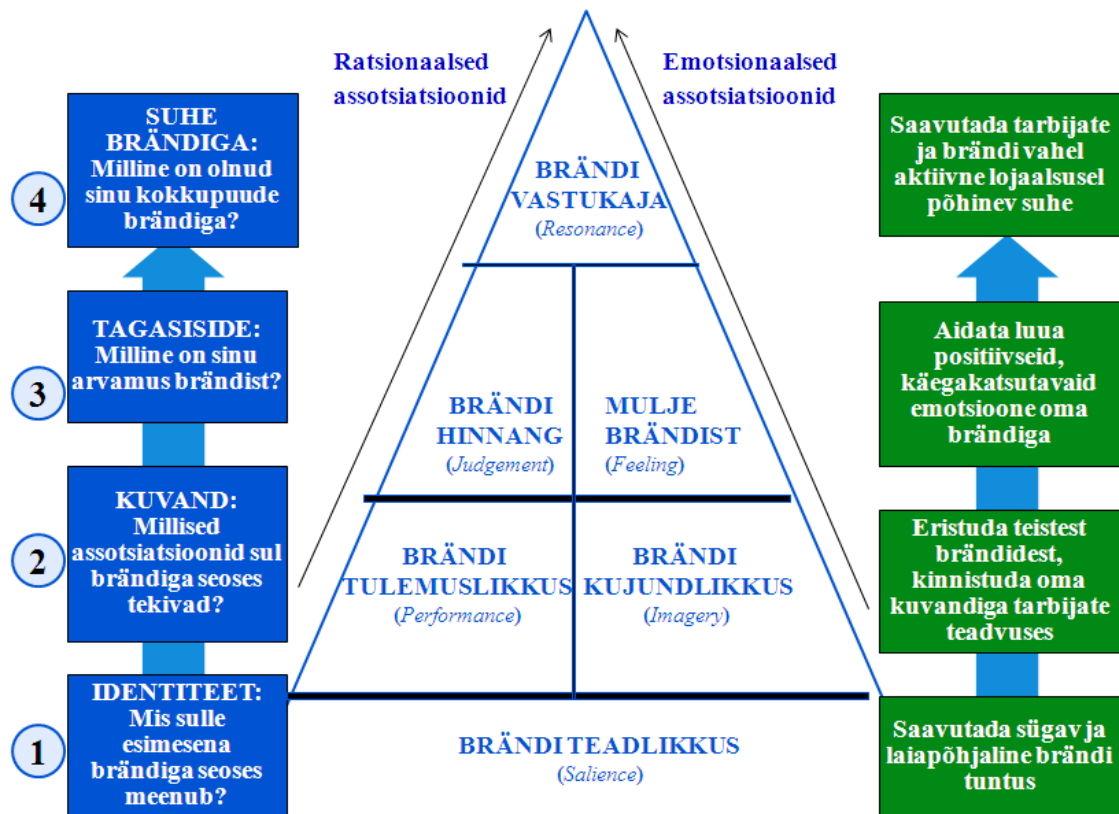 Ratsionaalsed
assotsiatsioonid
Emotsionaalsed
assotsiatsioonid
4
SUHE
BRÄNDIGA:
Milline on olnud
sinu kokkupuude
brändiga?
BRÄNDI
VASTUKAJA
(Resonance)
Saavutada tarbijate
ja brändi vahel
aktiivne lojaalsusel
põhinev suhe
3
TAGASISIDE:
Milline on sinu
arvamus brändist?
BRÄNDI
HINNANG
(Judgement)
MULJE
BRÄNDIST
(Feeling)
Aidata luua
positiivseid,
käegakatsutavaid
emotsioone oma
brändiga
2
KUVAND:
Millised
assotsiatsioonid sul
brändiga seoses
tekivad?
BRÄNDI
TULEMUSLIKKUS
(Performance)
BRÄNDI
KUJUNDLIKKUS
(Imagery)
Eristuda teistest
brändidest,
kinnistuda oma
kuvandiga tarbijate
teadvuses
1
IDENTITEET:
Mis sulle
esimesena
brändiga seoses
meenub?
BRÄNDI TEADLIKKUS
(Salience)
Saavutada sügav ja
laiapõhjaline brändi
tuntus